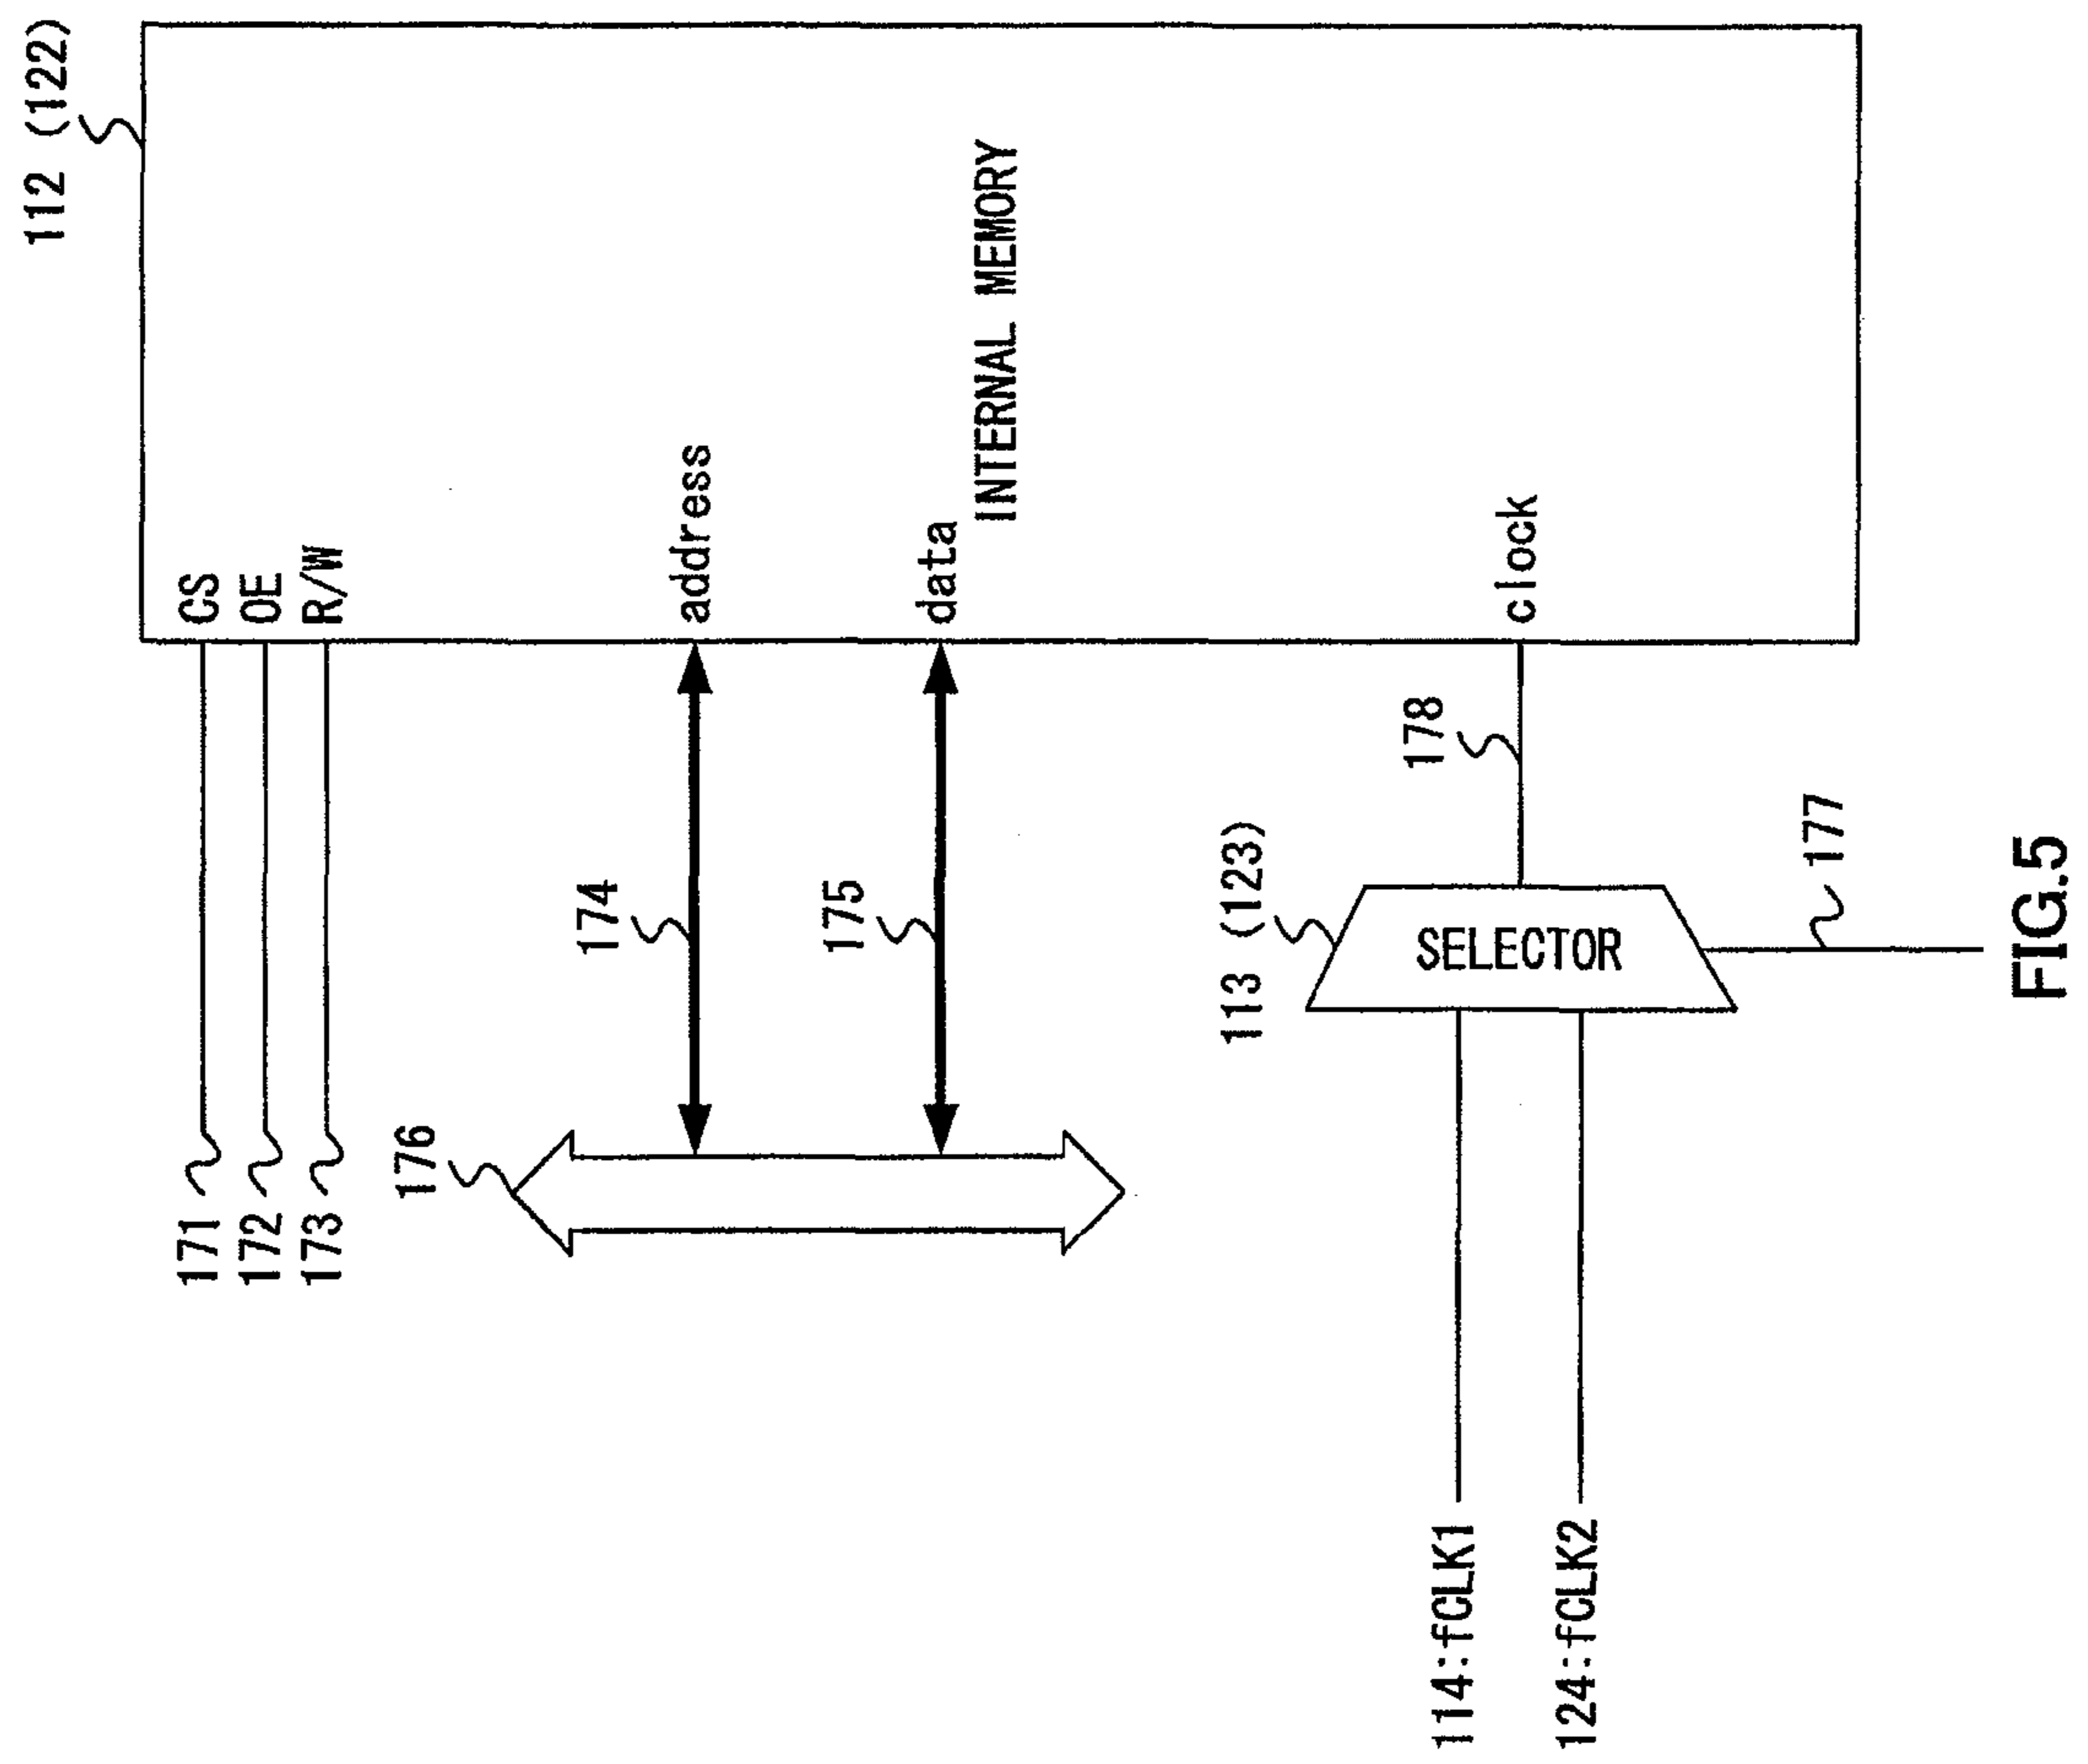 112 (122)
171
CS
172
OE
173
R/W
176
174
address
175
data
INTERNAL MEMORY
113 (123)
178
clock
114:fCLK1
SELECTOR
124:fCLK2
177
FIG.5